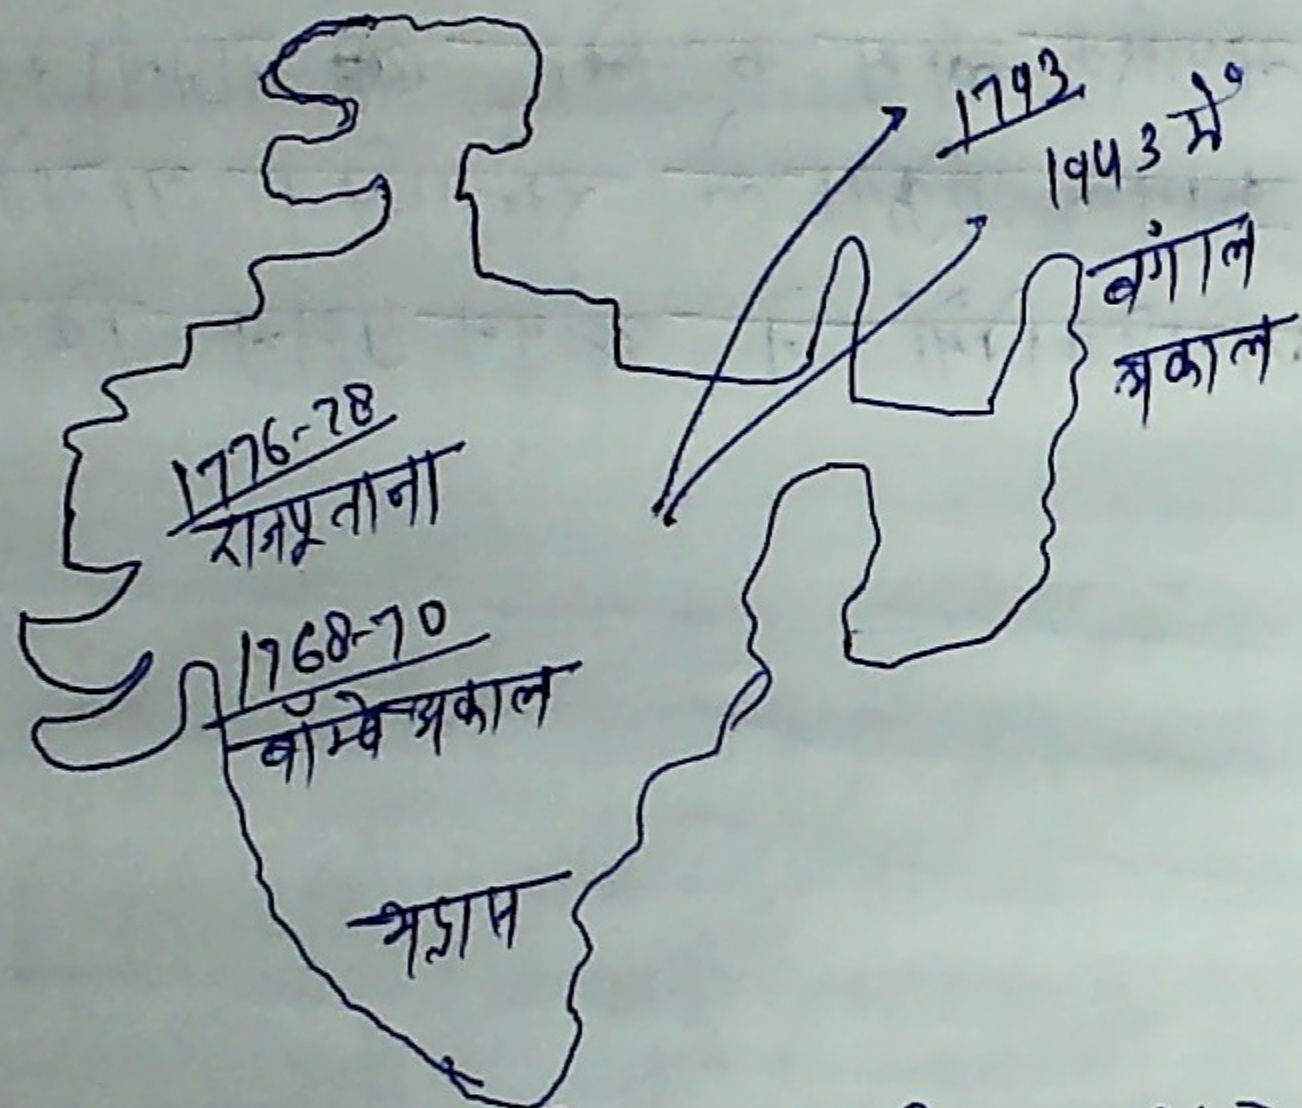 1793
1943 में
बंगाल
अकाल
1776-78
राजपूताना
1768-70
बॉम्बे अकाल
मद्रास